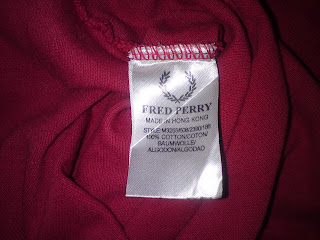 FRED PERRY
MADE IN HONG KONG
100% COTTON/COTON/
BAUMWOLLE/
ALGODON/ALGODAO